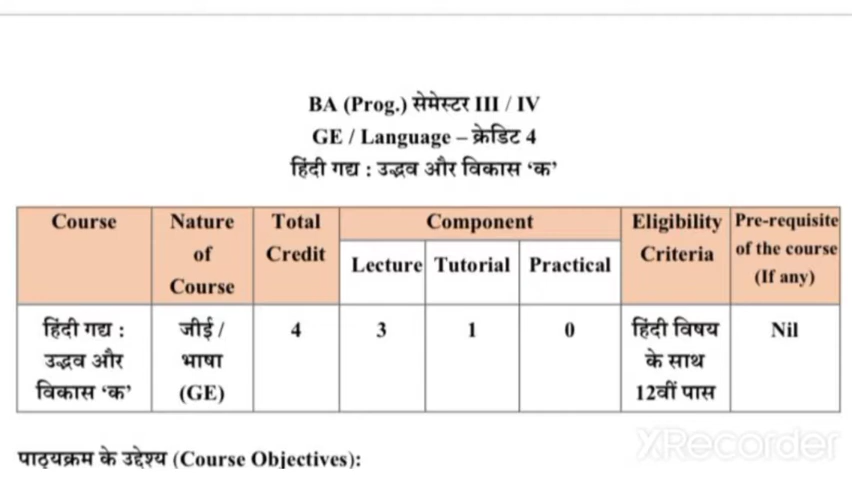 BA (Prog.) सेमेस्टर III / IV
GE / Language – क्रेडिट 4
हिंदी गद्य : उद्भव और विकास ‘क’
Course
Nature of Course
Total Credit
Component
Eligibility Criteria
Pre-requisite of the course (If any)
Lecture
Tutorial
Practical
हिंदी गद्य :
उद्भव और
विकास ‘क’
जीई /
भाषा
(GE)
4
3
1
0
हिंदी विषय
के साथ
12वीं पास
Nil
पाठ्यक्रम के उद्देश्य (Course Objectives):
XRecorder